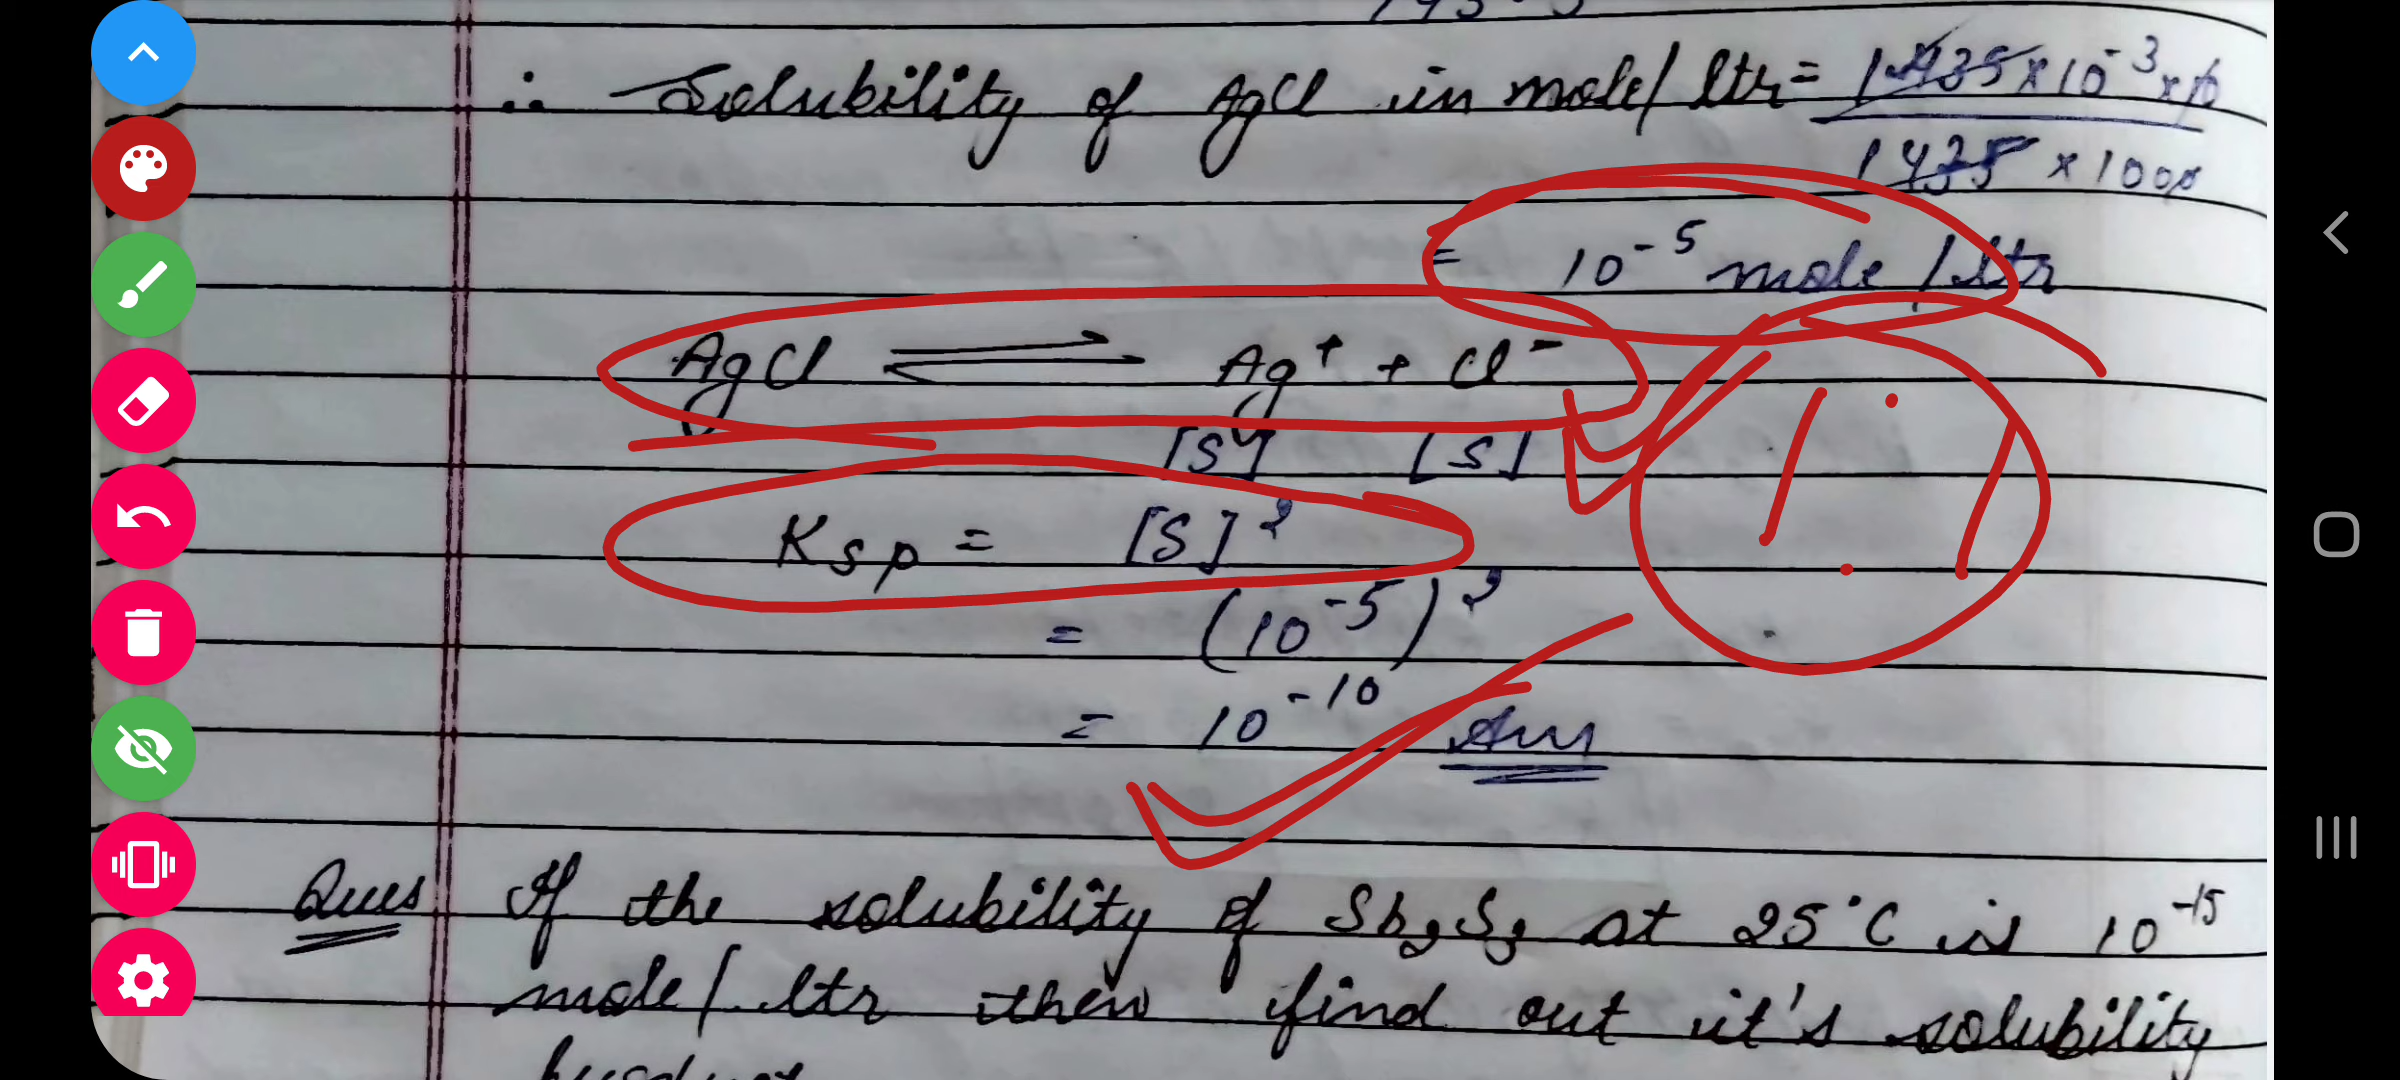 ∴ Solubility of AgCl in mole/ltr = 1435 x 10⁻³ x 10
1435 x 1000
= 10⁻⁵ mole/ltr
AgCl ⇌ Ag⁺ + Cl⁻
[S] [S]
Ksp = [S]²
= (10⁻⁵)²
= 10⁻¹⁰ Ans
Ques If the solubility of Sb₂S₃ at 25°C is 10⁻¹⁵
mole/ltr then find out it's solubility